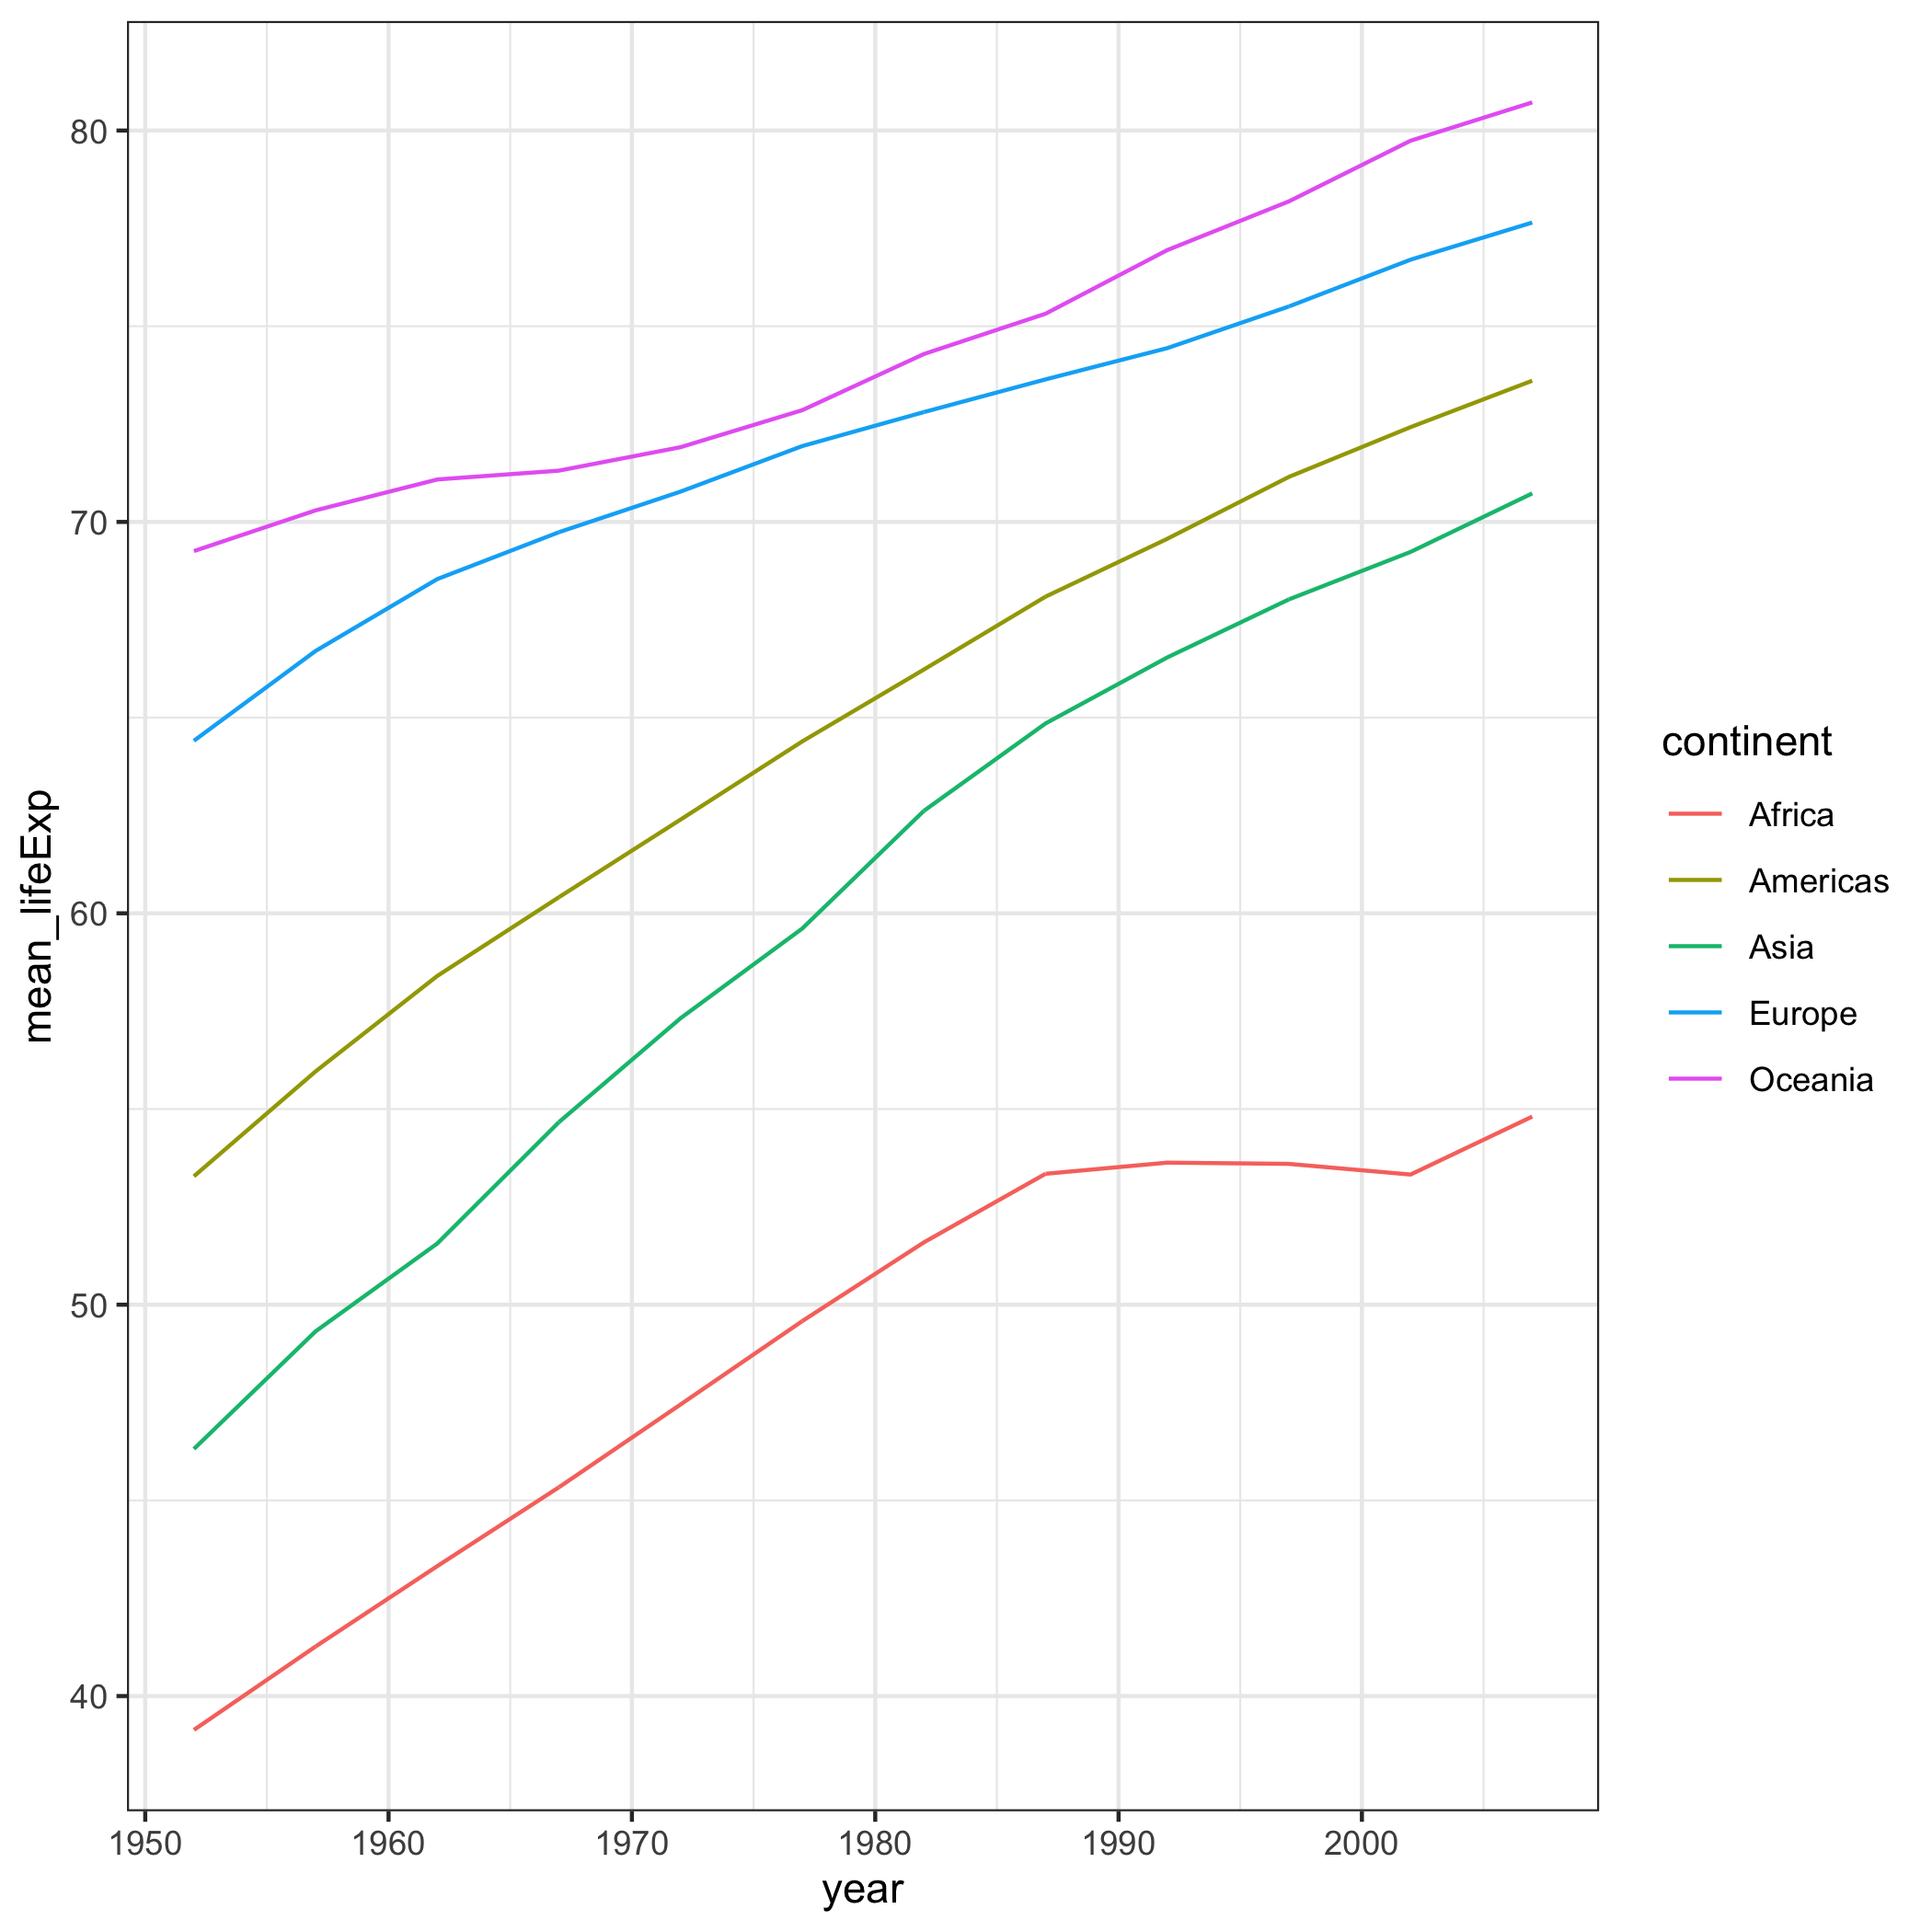 80
70
60
50
40
mean_lifeExp
1950 1960 1970 1980 1990 2000
year
continent
Africa
Americas
Asia
Europe
Oceania